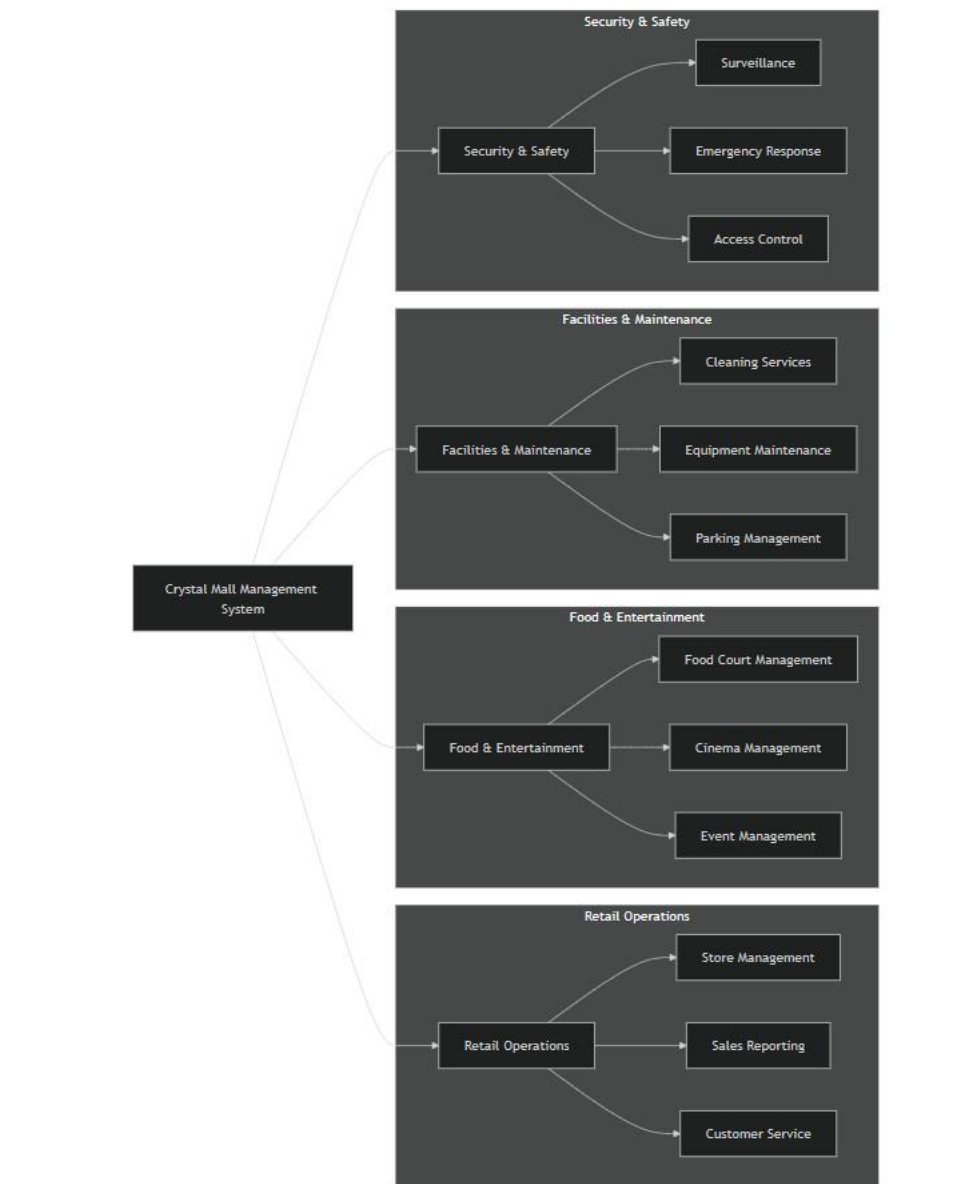 Security & Safety
Surveillance
Security & Safety
Emergency Response
Access Control
Facilities & Maintenance
Cleaning Services
Facilities & Maintenance
Equipment Maintenance
Parking Management
Crystal Mall Management
System
Food & Entertainment
Food Court Management
Food & Entertainment
Cinema Management
Event Management
Retail Operations
Store Management
Retail Operations
Sales Reporting
Customer Service